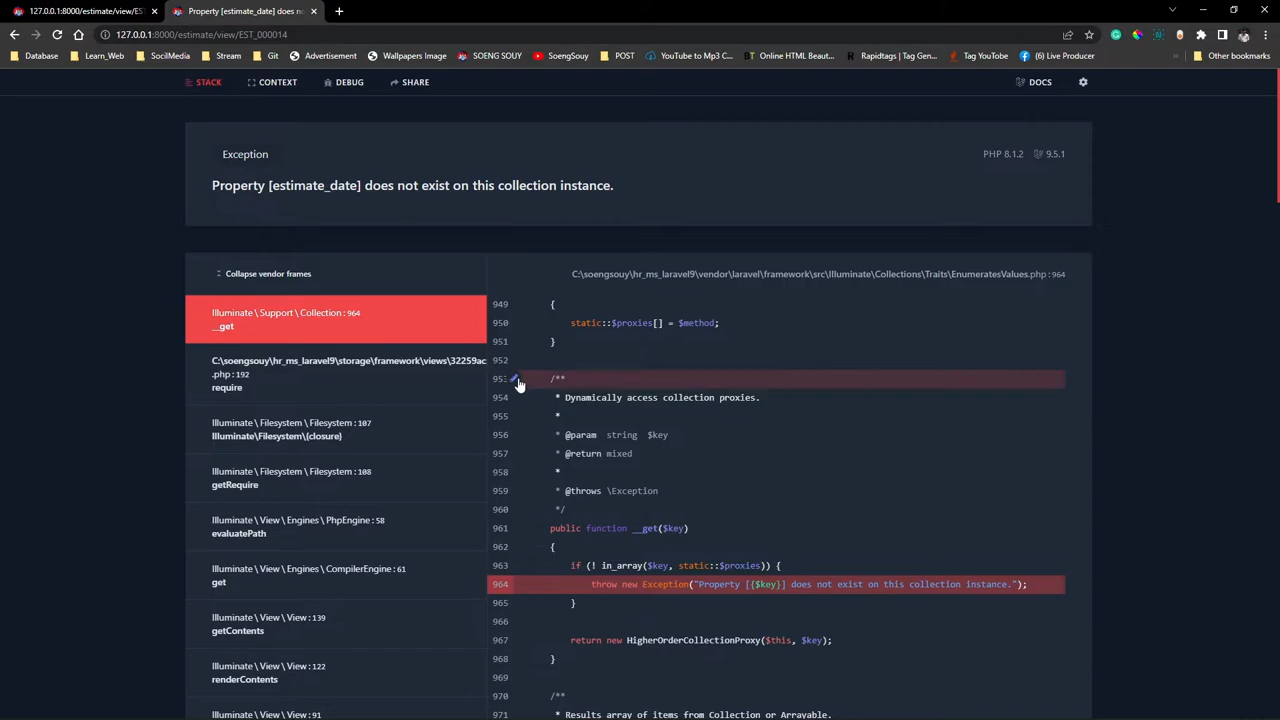 127.0.0.1:8000/estimate/view/ES
Property [estimate_date] does no
127.0.0.1:8000/estimate/view/EST_000014
Database
Learn_Web
SocilMedia
Stream
Git
Advertisement
Wallpapers Image
SOENG SOUY
SoengSouy
POST
YouTube to Mp3 C...
Online HTML Beaut...
Rapidtags | Tag Gen...
Tag YouTube
(6) Live Producer
»
Other bookmarks
STACK
CONTEXT
DEBUG
SHARE
DOCS
Exception
PHP 8.1.2
9.5.1
Property [estimate_date] does not exist on this collection instance.
Collapse vendor frames
C:\soengsouy\hr_ms_laravel9\vendor\laravel\framework\src\Illuminate\Collections\Traits\EnumeratesValues.php : 964
Illuminate \ Support \ Collection : 964
__get
C:\soengsouy\hr_ms_laravel9\storage\framework\views\32259ac
.php : 192
require
Illuminate \ Filesystem \ Filesystem : 107
Illuminate\Filesystem\{closure}
Illuminate \ Filesystem \ Filesystem : 108
getRequire
Illuminate \ View \ Engines \ PhpEngine : 58
evaluatePath
Illuminate \ View \ Engines \ CompilerEngine : 61
get
Illuminate \ View \ View : 139
getContents
Illuminate \ View \ View : 122
renderContents
Illuminate \ View \ View : 91
949 {
950 static::$proxies[] = $method;
951 }
952
953 /**
954 * Dynamically access collection proxies.
955 *
956 * @param string $key
957 * @return mixed
958 *
959 * @throws \Exception
960 */
961 public function __get($key)
962 {
963 if (! in_array($key, static::$proxies)) {
964 throw new Exception("Property [{$key}] does not exist on this collection instance.");
965 }
966
967 return new HigherOrderCollectionProxy($this, $key);
968 }
969
970 /**
971 * Results array of items from Collection or Arrayable.